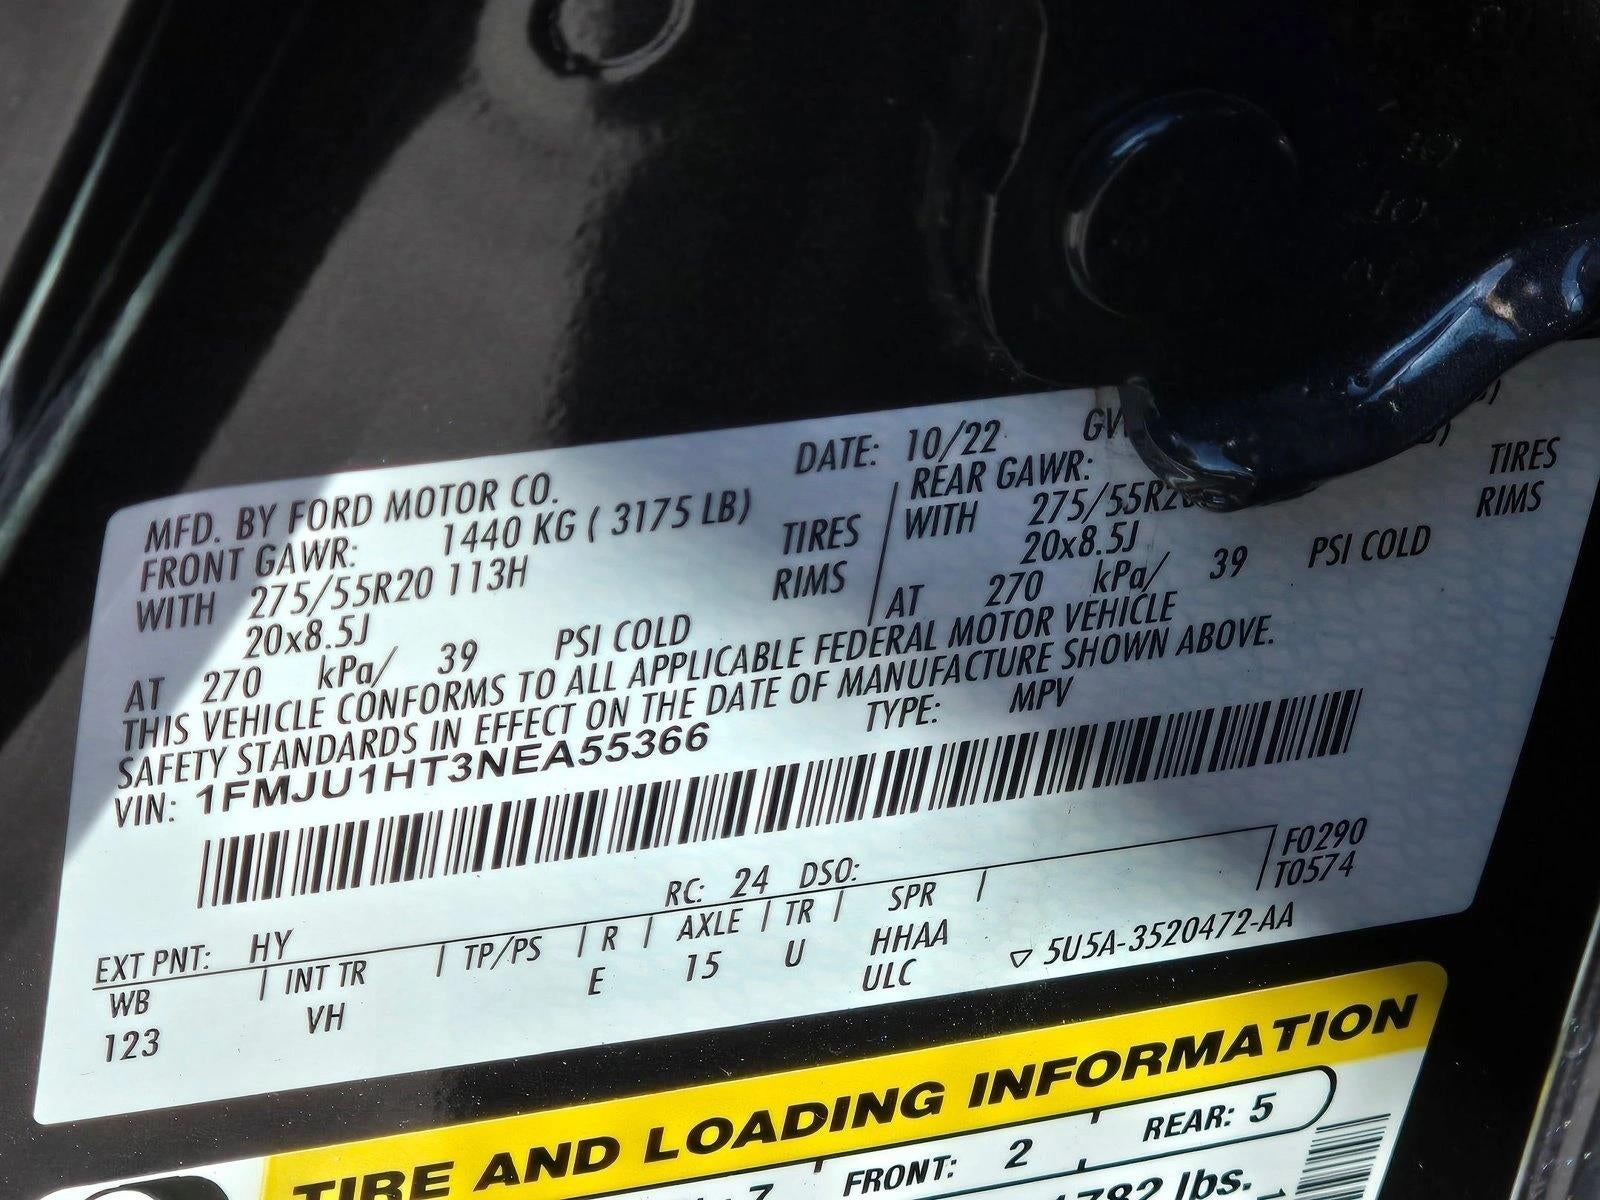 MFD. BY FORD MOTOR CO. DATE: 10/22
FRONT GAWR: 1440 KG ( 3175 LB) REAR GAWR:
WITH 275/55R20 113H TIRES WITH TIRES
20x8.5J RIMS 20x8.5J RIMS
AT 270 kPa/ 39 PSI COLD AT 270 kPa/ 39 PSI COLD
THIS VEHICLE CONFORMS TO ALL APPLICABLE FEDERAL MOTOR VEHICLE
SAFETY STANDARDS IN EFFECT ON THE DATE OF MANUFACTURE SHOWN ABOVE.
VIN: 1FMJU1HT3NEA55366 TYPE: MPV
F0290
EXT PNT: HY RC: 24 DSO: T0574
WB INT TR TP/PS R AXLE TR SPR
123 VH E 15 U HHAA ▽ 5U5A-3520472-AA
ULC
TIRE AND LOADING INFORMATION
7 FRONT: 2 REAR: 5
lbs.